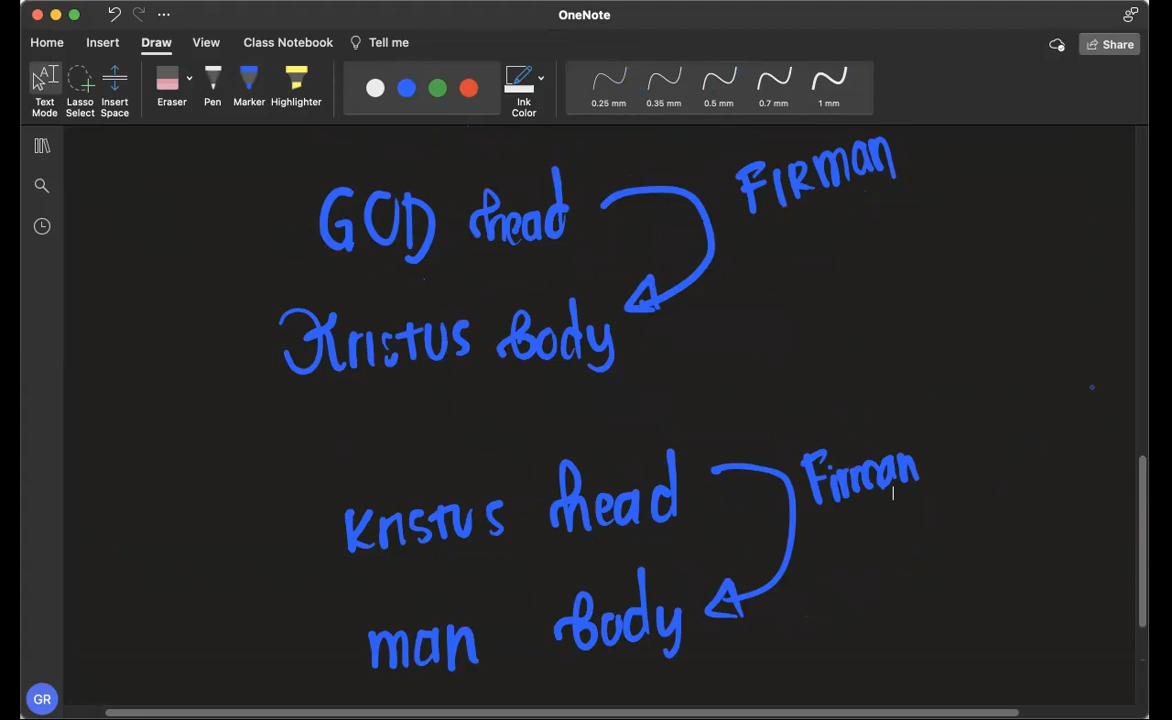 OneNote
Home Insert Draw View Class Notebook Tell me
Share
Text Mode
Lasso Select
Insert Space
Eraser
Pen
Marker
Highlighter
Ink Color
0.25 mm
0.35 mm
0.5 mm
0.7 mm
1 mm
GOD head
FIRMAN
Kristus Body
Kristus head
Firman
man body
GR